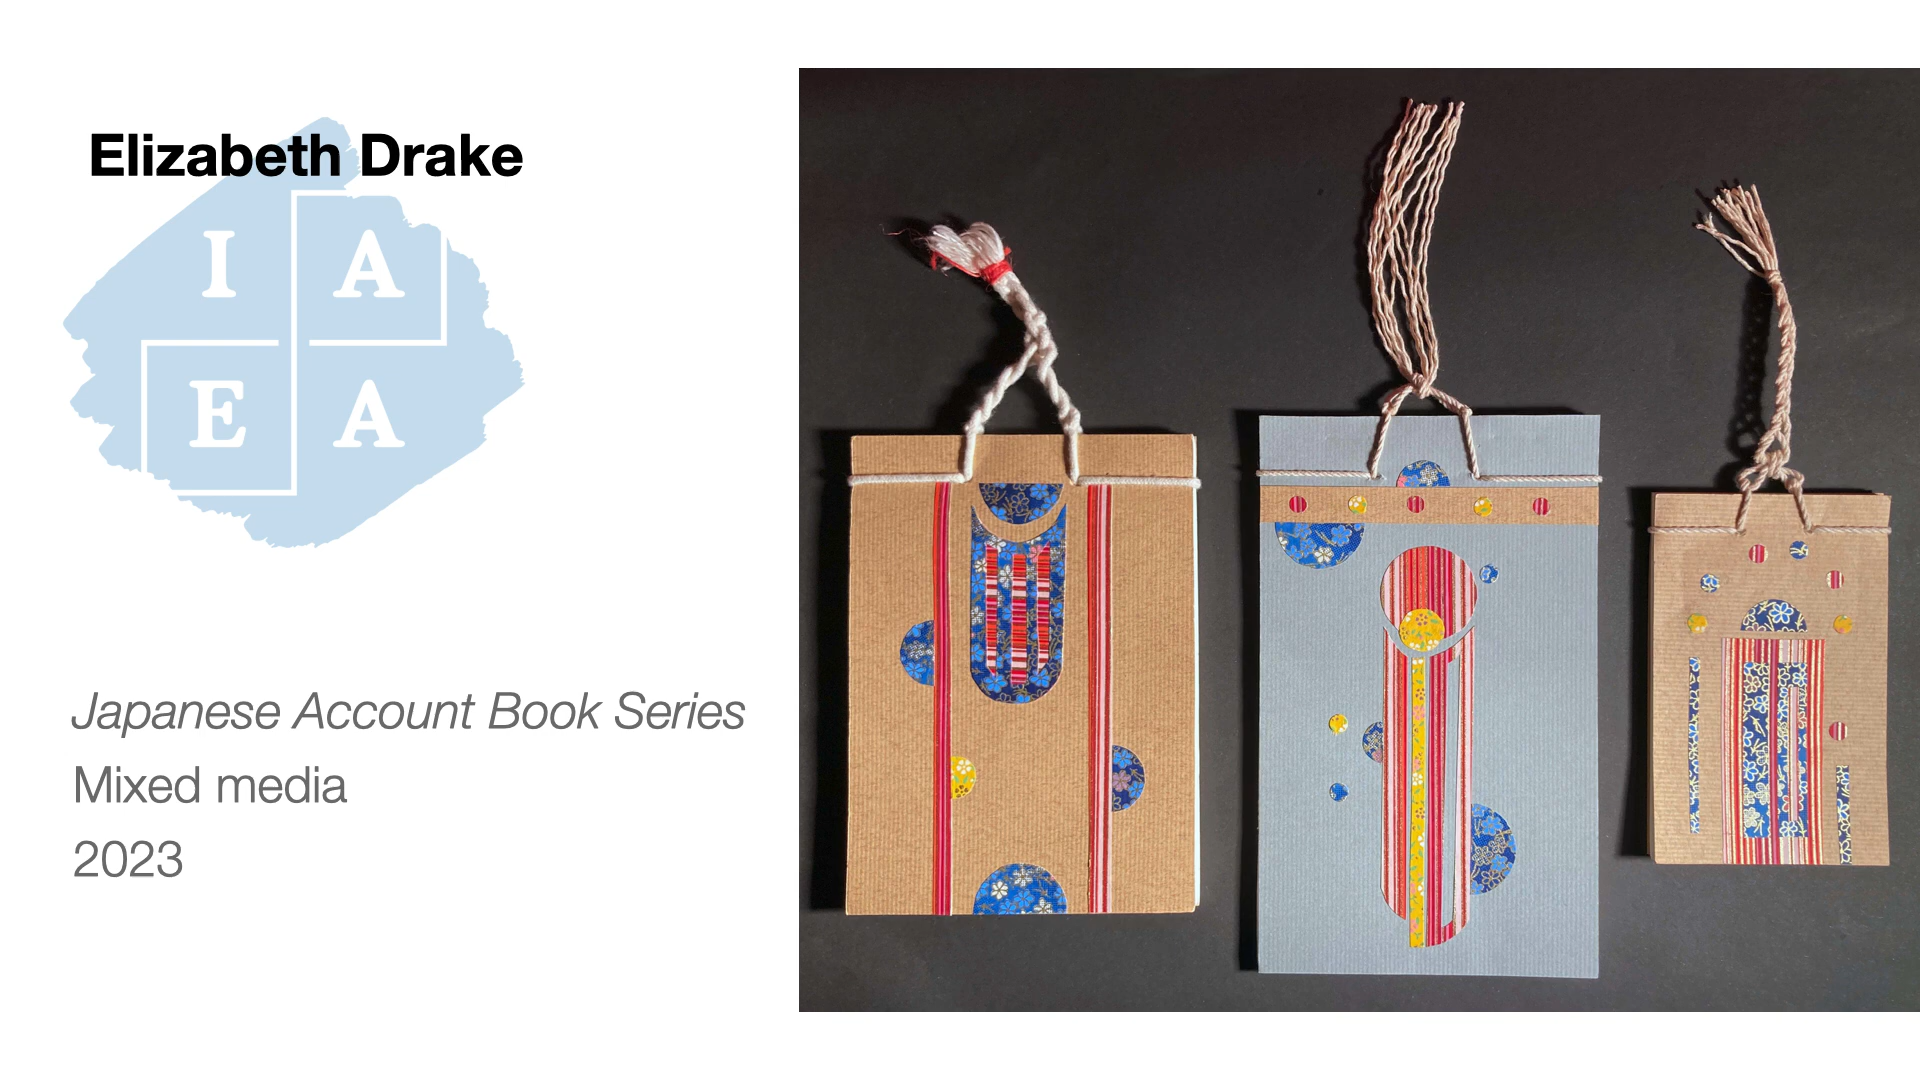 Elizabeth Drake
I A
E A
Japanese Account Book Series
Mixed media
2023